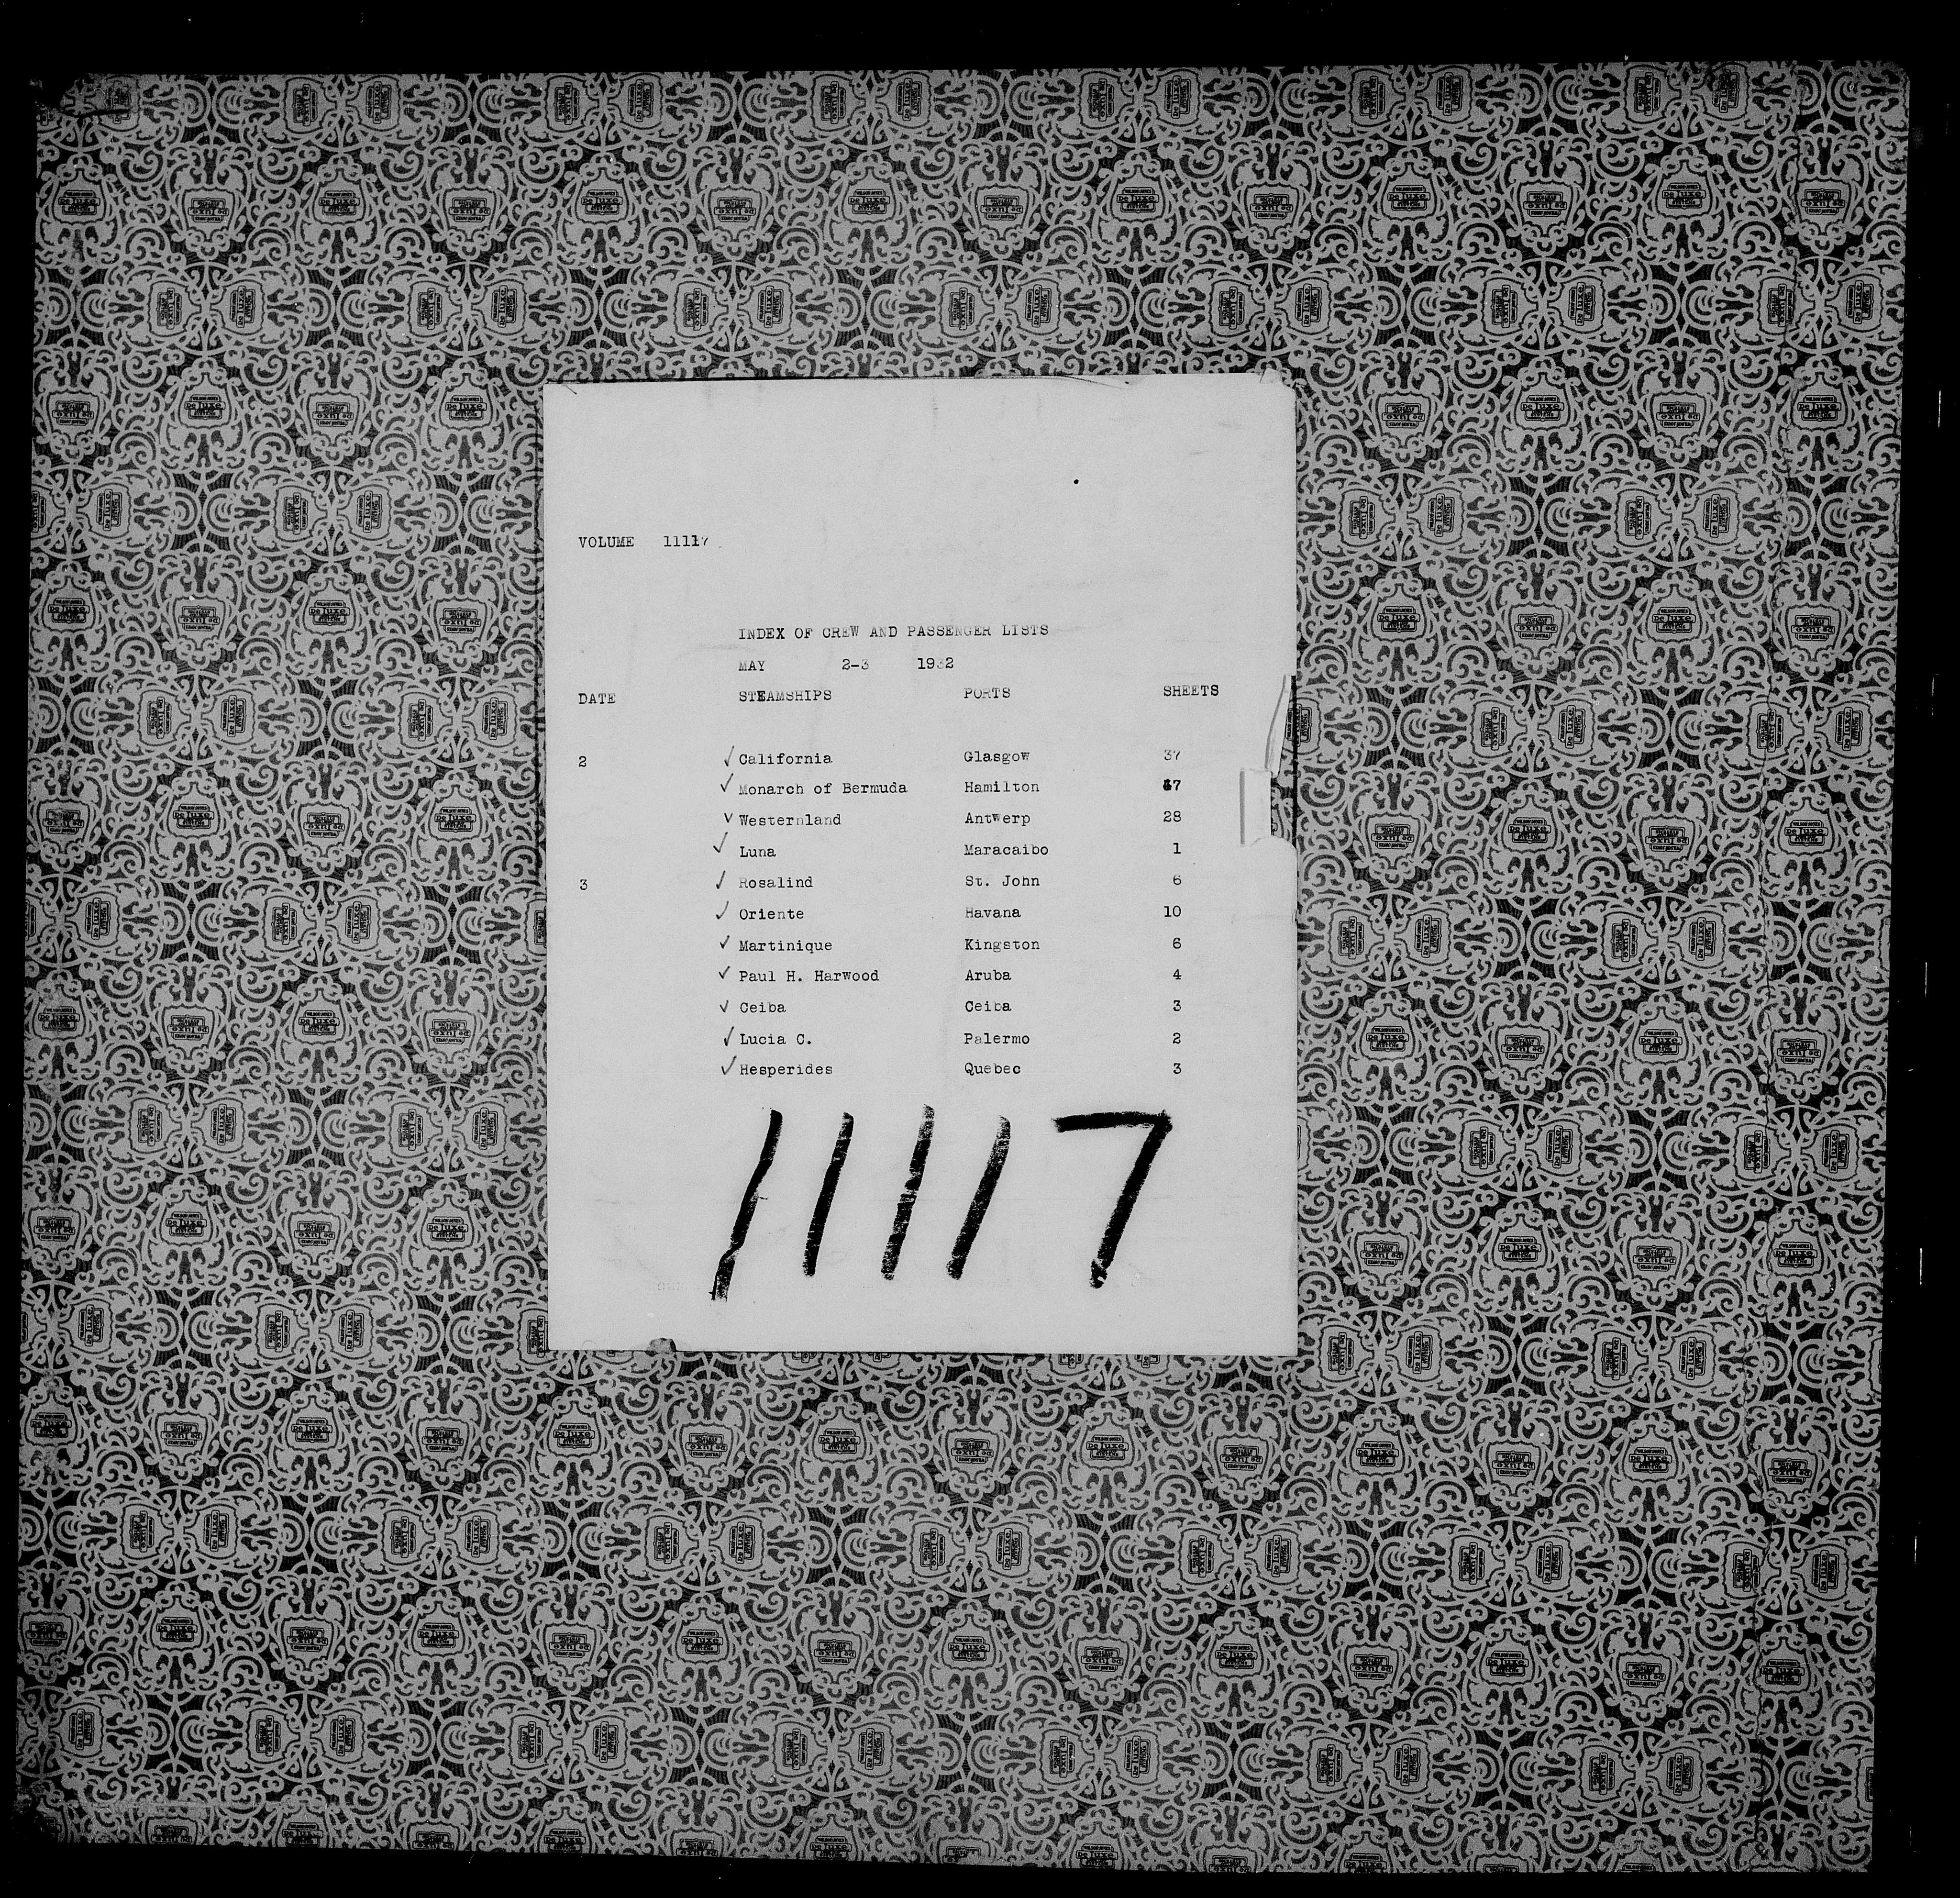 VOLUME 11117
INDEX OF CREW AND PASSENGER LISTS
MAY 2-3 1932
DATE STEAMSHIPS PORTS SHEETS
2 ✓ California Glasgow 37
✓ Monarch of Bermuda Hamilton 47
✓ Westernland Antwerp 28
✓ Luna Maracaibo 1
3 ✓ Rosalind St. John 6
✓ Oriente Havana 10
✓ Martinique Kingston 6
✓ Paul H. Harwood Aruba 4
✓ Ceiba Ceiba 3
✓ Lucia C. Palermo 2
✓ Hesperides Quebec 3
11117